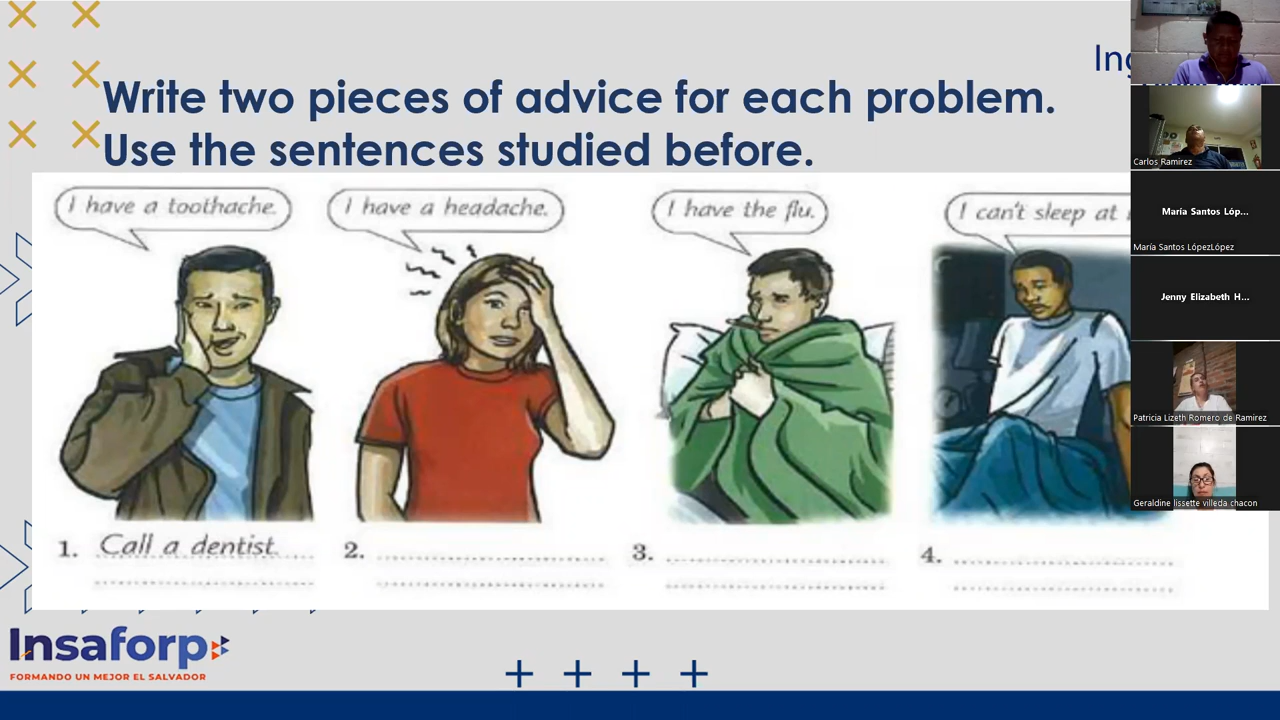 Write two pieces of advice for each problem.
Use the sentences studied before.
I have a toothache.
I have a headache.
I have the flu.
I can't sleep at
1. Call a dentist.
2.
3.
4.
Insaforp
FORMANDO UN MEJOR EL SALVADOR
Carlos Ramirez
María Santos Lóp...
María Santos LópezLópez
Jenny Elizabeth H...
Patricia Lizeth Romero de Ramirez
Geraldine lissette villeda chacon